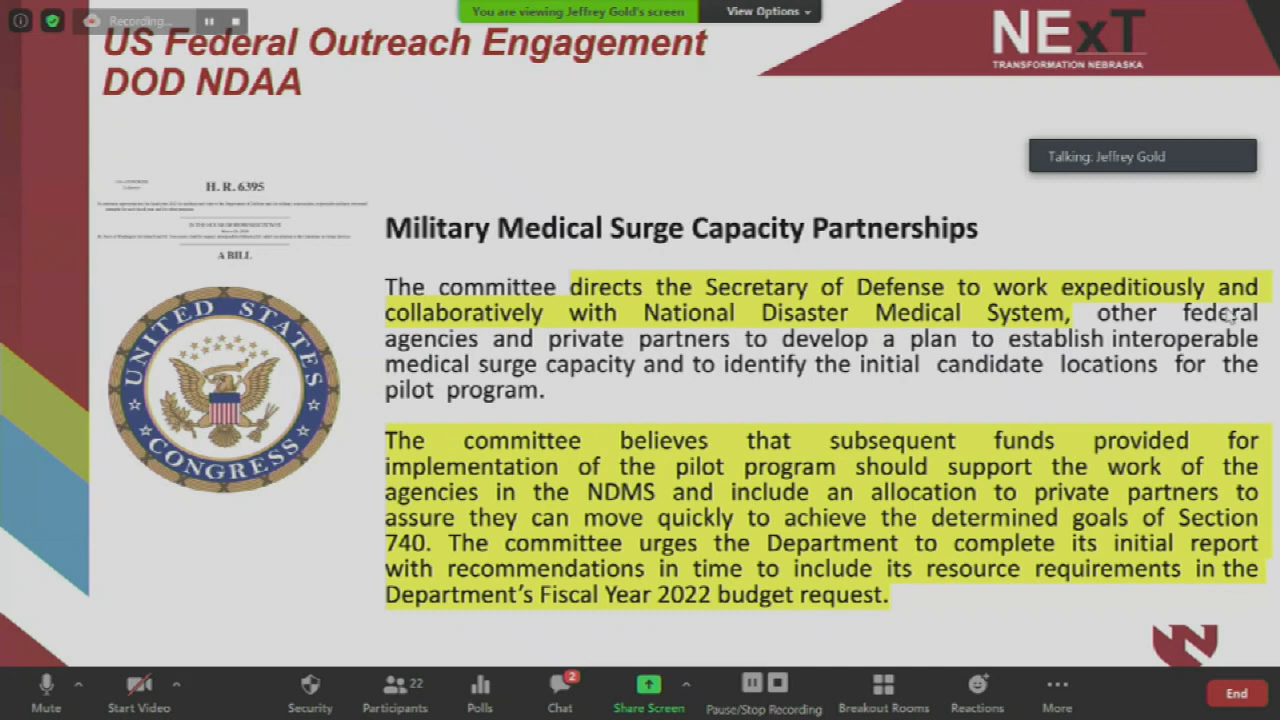 Recording...
You are viewing Jeffrey Gold's screen
View Options
US Federal Outreach Engagement
DOD NDAA
NExT
TRANSFORMATION NEBRASKA
Talking: Jeffrey Gold
H. R. 6395
A BILL
UNITED STATES
CONGRESS
Military Medical Surge Capacity Partnerships
The committee directs the Secretary of Defense to work expeditiously and
collaboratively with National Disaster Medical System, other federal
agencies and private partners to develop a plan to establish interoperable
medical surge capacity and to identify the initial candidate locations for the
pilot program.
The committee believes that subsequent funds provided for
implementation of the pilot program should support the work of the
agencies in the NDMS and include an allocation to private partners to
assure they can move quickly to achieve the determined goals of Section
740. The committee urges the Department to complete its initial report
with recommendations in time to include its resource requirements in the
Department's Fiscal Year 2022 budget request.
Mute
Start Video
Security
22
Participants
Polls
2
Chat
Share Screen
Pause/Stop Recording
Breakout Rooms
Reactions
More
End